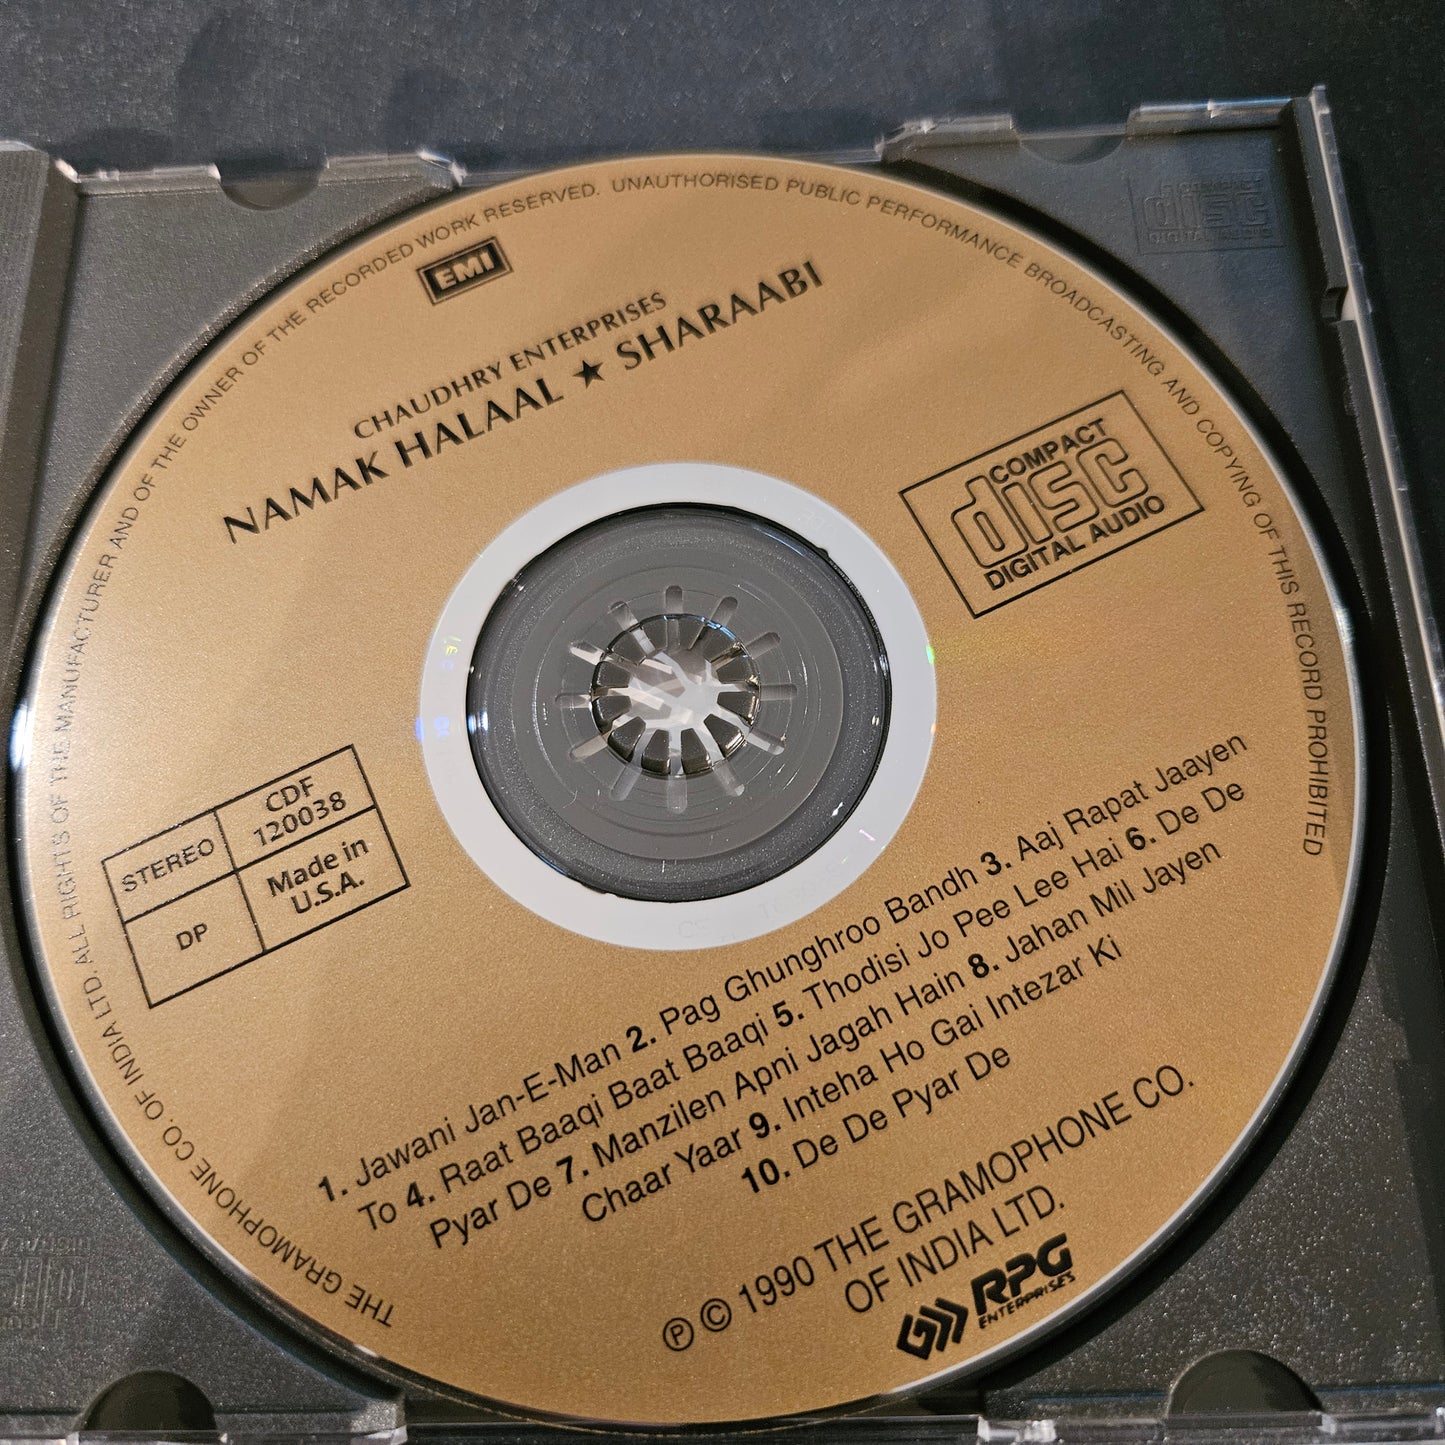 THE GRAMOPHONE CO. OF INDIA LTD. ALL RIGHTS OF THE MANUFACTURER AND OF THE OWNER OF THE RECORDED WORK RESERVED. UNAUTHORISED PUBLIC PERFORMANCE BROADCASTING AND COPYING OF THIS RECORD PROHIBITED
EMI
CHAUDHRY ENTERPRISES
NAMAK HALAAL ★ SHARAABI
COMPACT
disc
DIGITAL AUDIO
STEREO
CDF
120038
DP
Made in
U.S.A.
1. Jawani Jan-E-Man 2. Pag Ghunghroo Bandh 3. Aaj Rapat Jaayen
To 4. Raat Baaqi Baat Baaqi 5. Thodisi Jo Pee Lee Hai 6. De De
Pyar De 7. Manzilen Apni Jagah Hain 8. Jahan Mil Jayen
Chaar Yaar 9. Inteha Ho Gai Intezar Ki
10. De De Pyar De
℗ © 1990 THE GRAMOPHONE CO.
OF INDIA LTD.
RPG
ENTERPRISES
disc
DIGITAL AUDIO